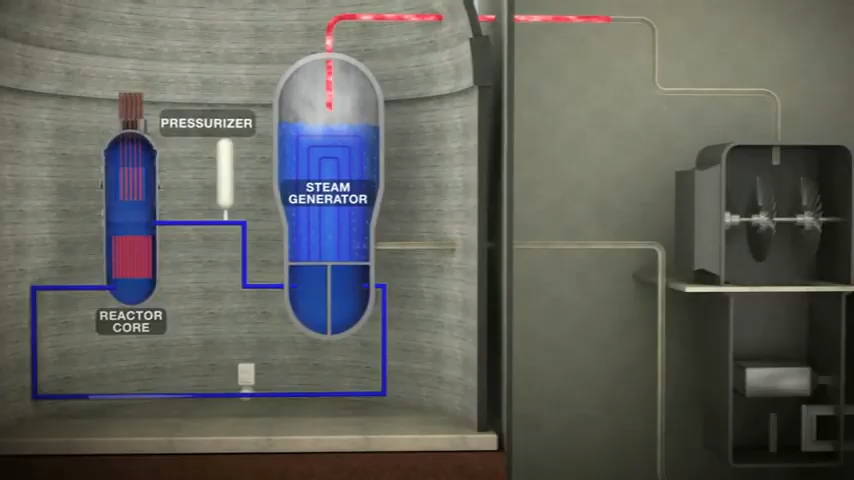 PRESSURIZER
STEAM
GENERATOR
REACTOR
CORE